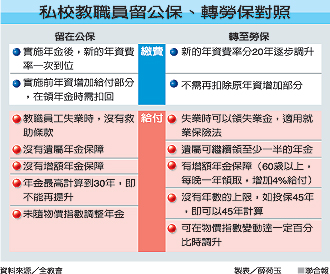 私校教職員留公保、轉勞保對照
留在公保
繳費
轉至勞保
實施年金後，新的年資費
率一次到位
新的年資費率分20年逐步調升
實施前年資增加給付部分
，在領年金時需扣回
不需再扣除原年資增加部分
給付
教職員工失業時，沒有救
助條款
失業時可以領失業金，適用就
業保險法
沒有遺屬年金保障
遺屬可繼續領至少一半的年金
沒有增額年金保障
有增額年金保障（60歲以上，
每晚一年領取，增加4%給付）
年金最高計算到30年，即
不能再提升
沒有年數的上限，如投保45
年，即可以45年計算
未隨物價指數調整年金
可在物價指數變動達一定百分
比時調升
資料來源／全教會
製表／薛荷玉
■聯合報